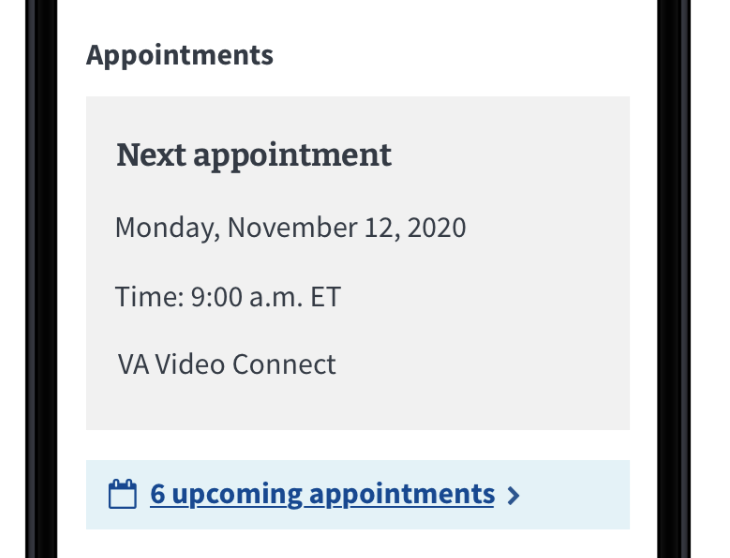 Appointments
Next appointment
Monday, November 12, 2020
Time: 9:00 a.m. ET
VA Video Connect
6 upcoming appointments